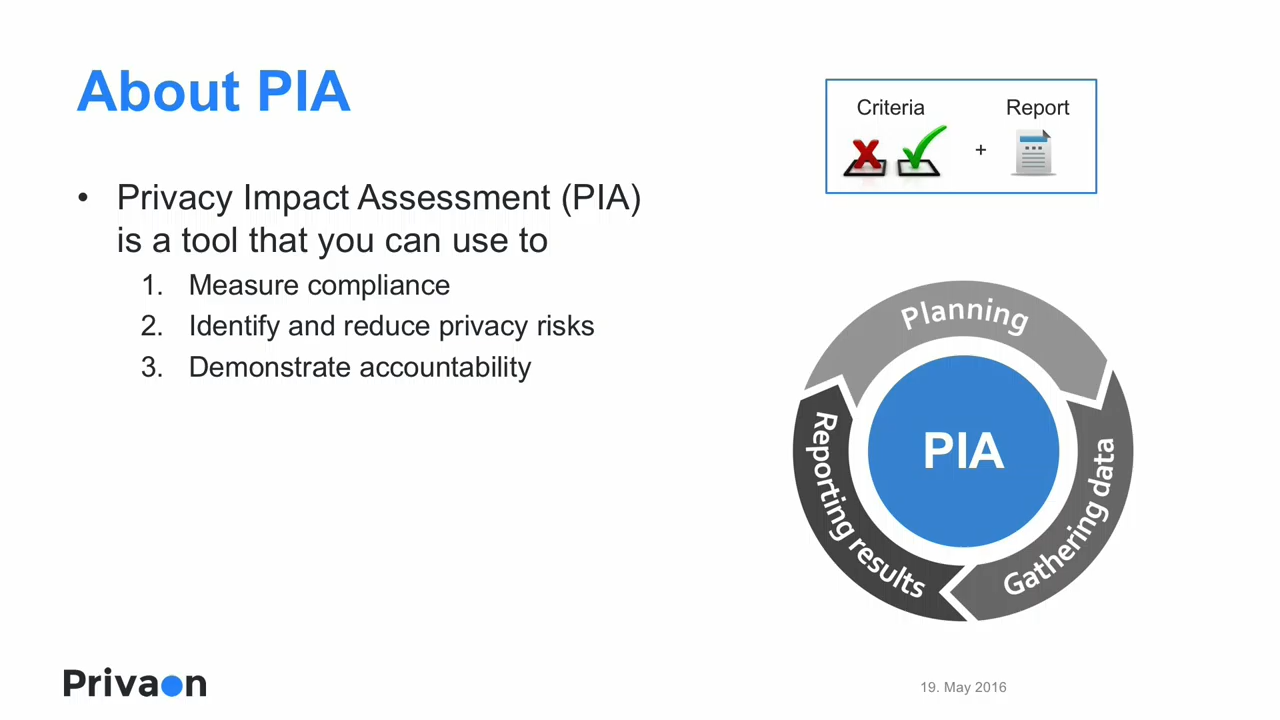 About PIA
• Privacy Impact Assessment (PIA)
is a tool that you can use to
1. Measure compliance
2. Identify and reduce privacy risks
3. Demonstrate accountability
Criteria + Report
Planning
Gathering data
Reporting results
PIA
Privaon
19. May 2016